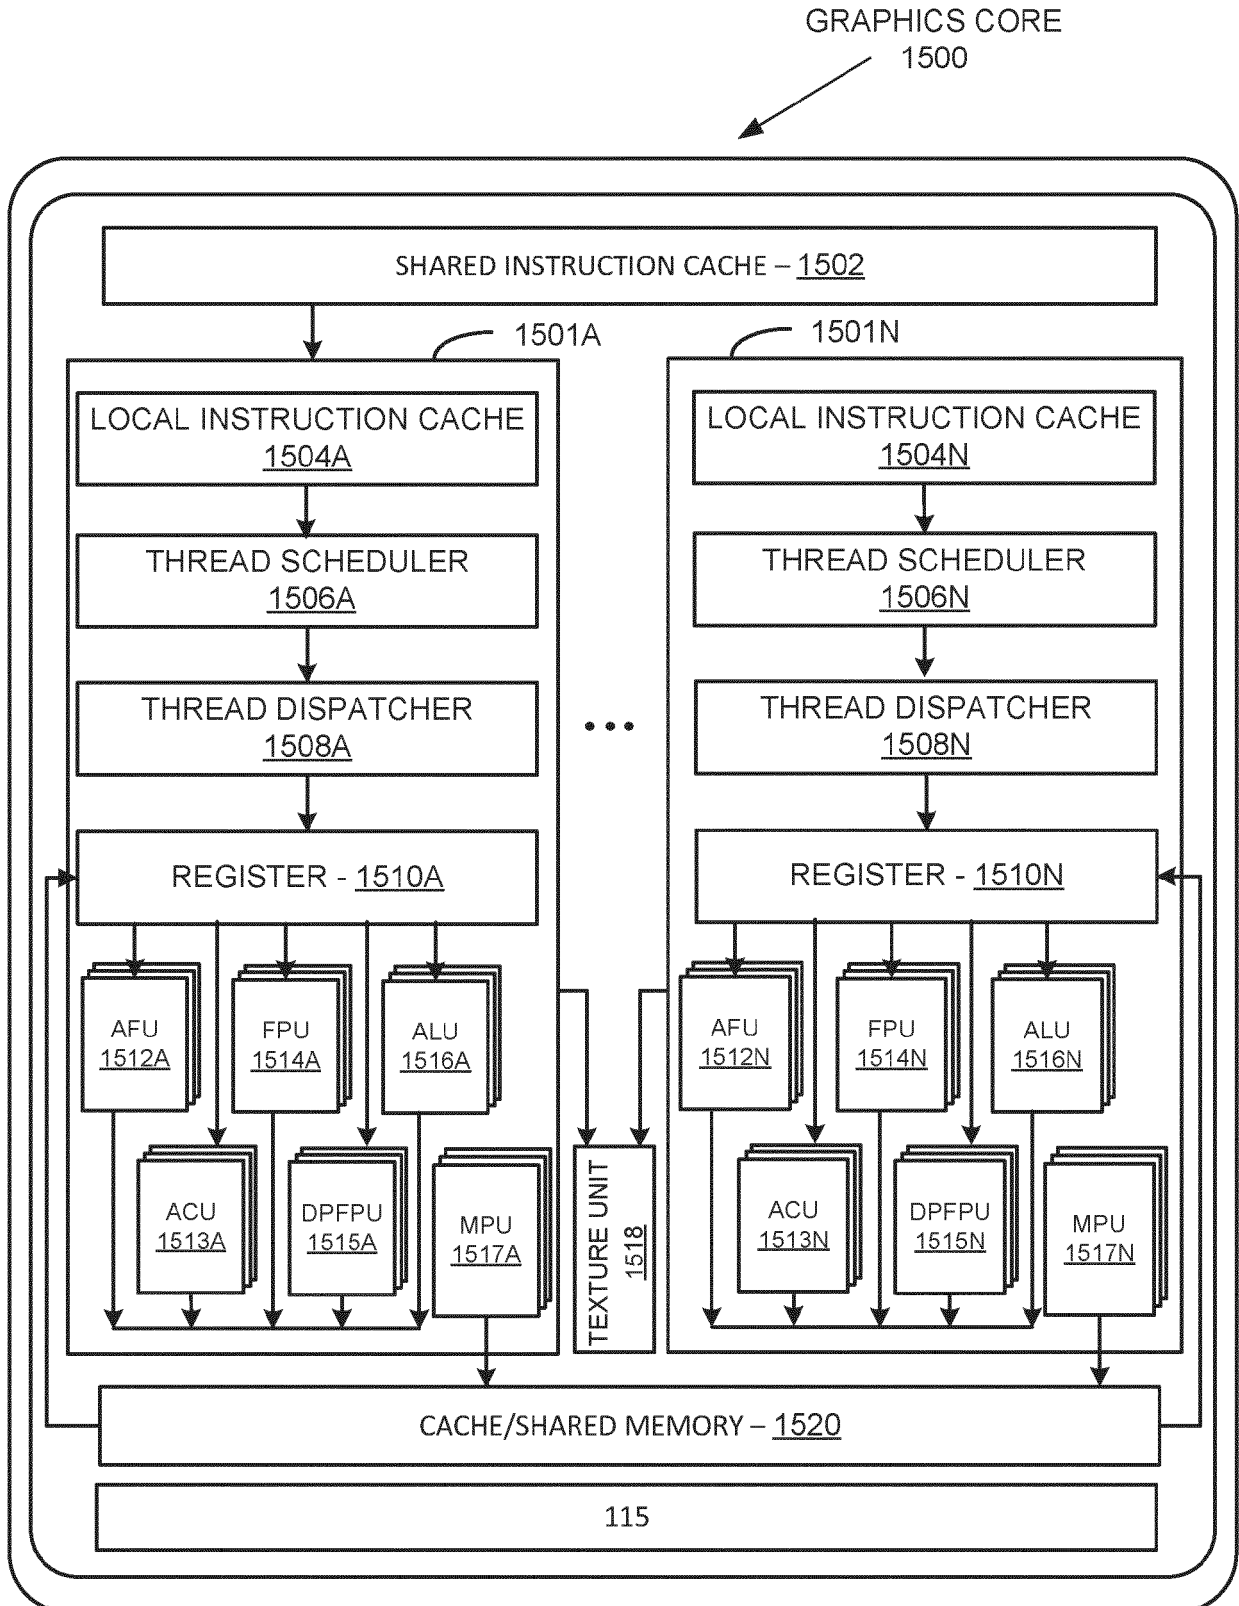 GRAPHICS CORE
1500
SHARED INSTRUCTION CACHE – 1502
1501A
1501N
LOCAL INSTRUCTION CACHE
1504A
LOCAL INSTRUCTION CACHE
1504N
THREAD SCHEDULER
1506A
THREAD SCHEDULER
1506N
THREAD DISPATCHER
1508A
THREAD DISPATCHER
1508N
...
REGISTER - 1510A
REGISTER - 1510N
AFU
1512A
FPU
1514A
ALU
1516A
AFU
1512N
FPU
1514N
ALU
1516N
ACU
1513A
DPFPU
1515A
MPU
1517A
TEXTURE UNIT
1518
ACU
1513N
DPFPU
1515N
MPU
1517N
CACHE/SHARED MEMORY – 1520
115